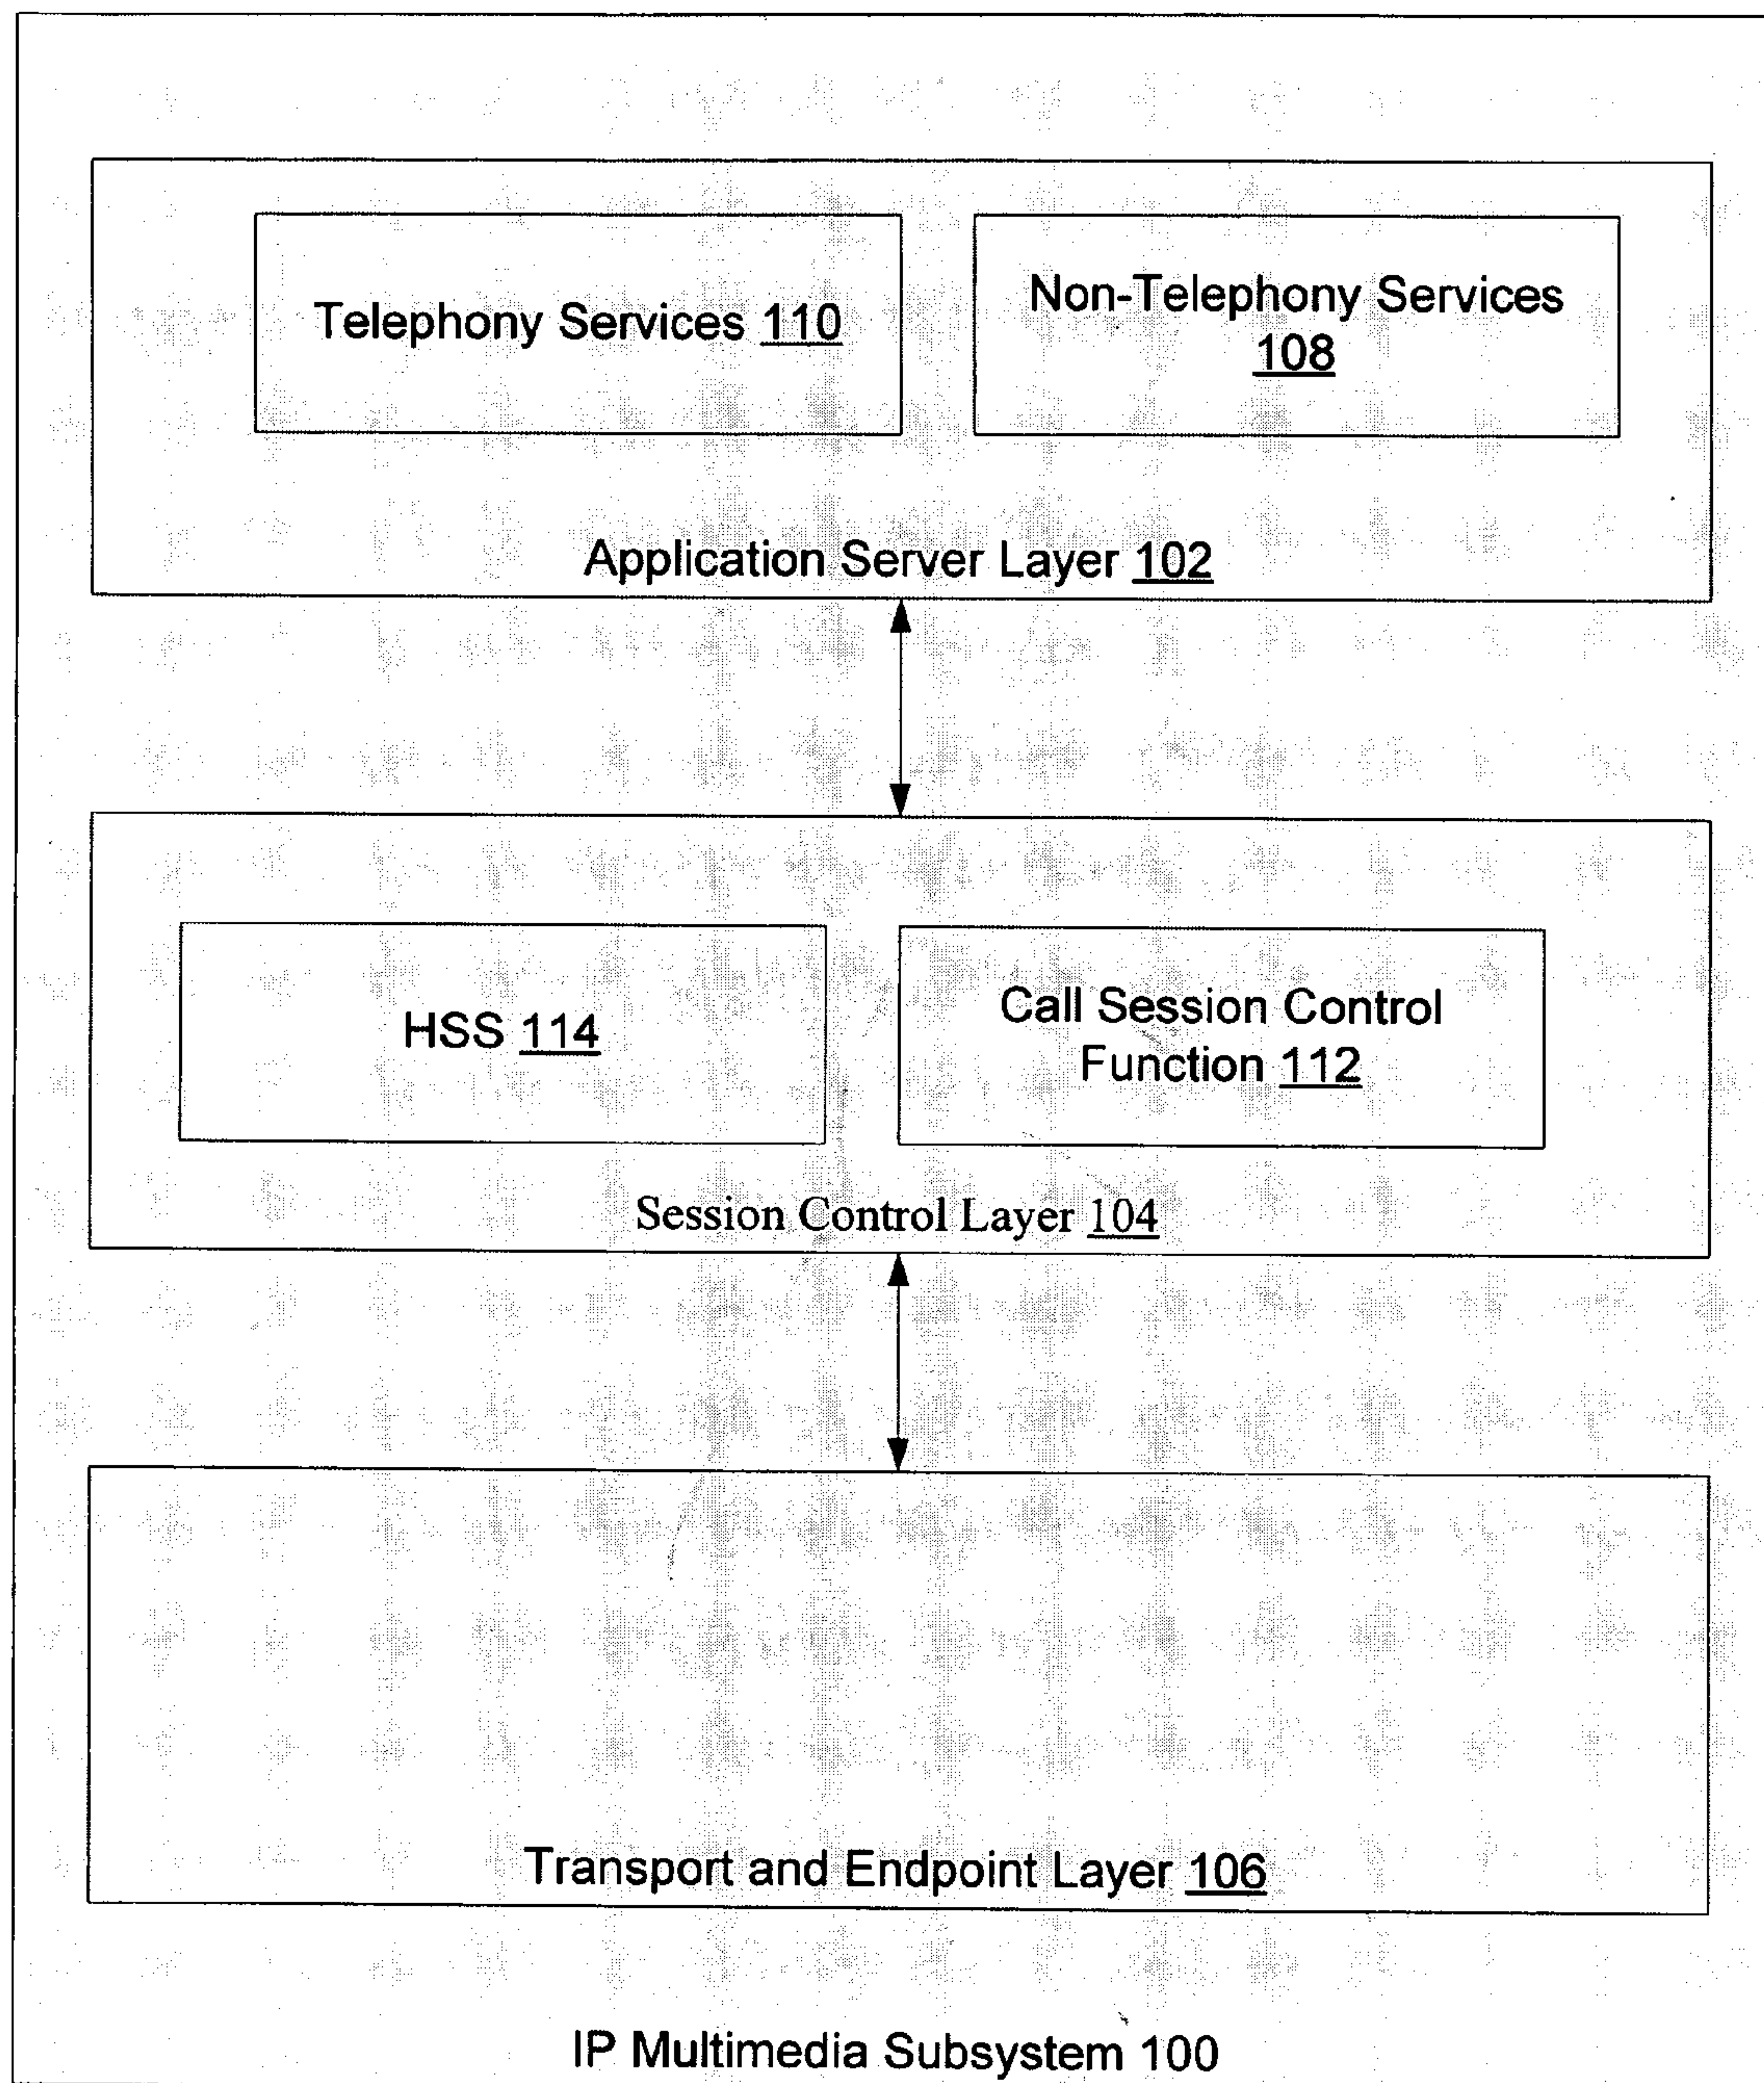 Telephony Services 110
Non-Telephony Services
108
Application Server Layer 102
HSS 114
Call Session Control
Function 112
Session Control Layer 104
Transport and Endpoint Layer 106
IP Multimedia Subsystem 100